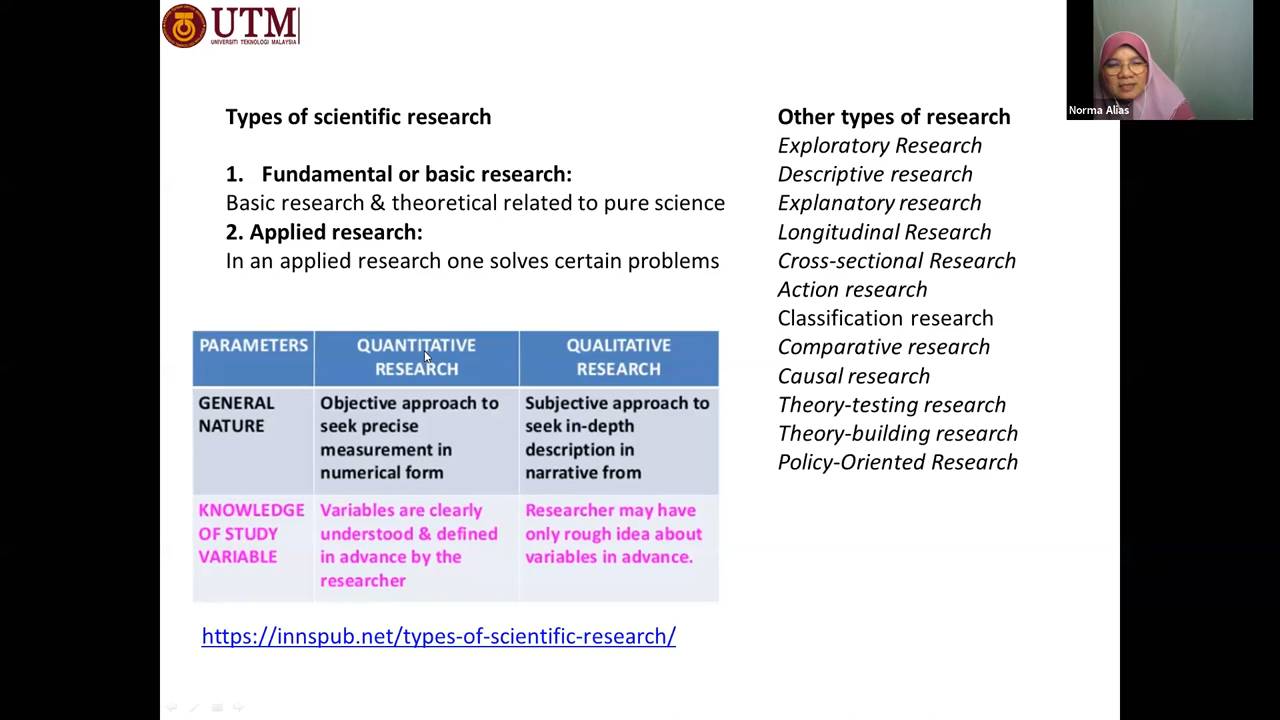 UTM
UNIVERSITI TEKNOLOGI MALAYSIA
Norma Alias
Types of scientific research
1. Fundamental or basic research:
Basic research & theoretical related to pure science
2. Applied research:
In an applied research one solves certain problems
Other types of research
Exploratory Research
Descriptive research
Explanatory research
Longitudinal Research
Cross-sectional Research
Action research
Classification research
Comparative research
Causal research
Theory-testing research
Theory-building research
Policy-Oriented Research
PARAMETERS
QUANTITATIVE
RESEARCH
QUALITATIVE
RESEARCH
GENERAL
NATURE
Objective approach to
seek precise
measurement in
numerical form
Subjective approach to
seek in-depth
description in
narrative from
KNOWLEDGE
OF STUDY
VARIABLE
Variables are clearly
understood & defined
in advance by the
researcher
Researcher may have
only rough idea about
variables in advance.
https://innspub.net/types-of-scientific-research/